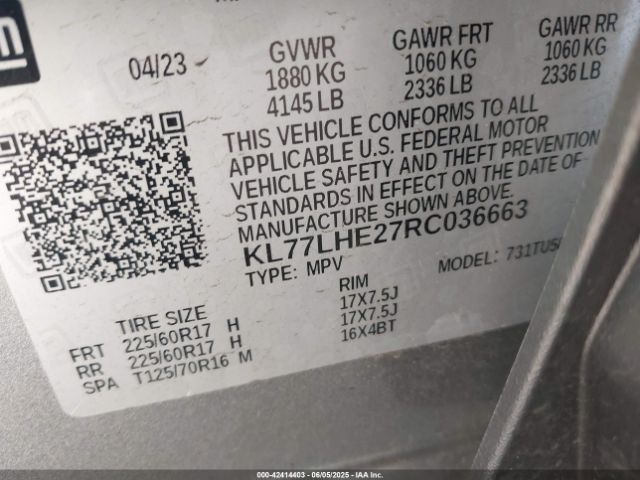 04/23
GVWR GAWR FRT GAWR RR
1880 KG 1060 KG 1060 KG
4145 LB 2336 LB 2336 LB
THIS VEHICLE CONFORMS TO ALL
APPLICABLE U.S. FEDERAL MOTOR
VEHICLE SAFETY AND THEFT PREVENTION
STANDARDS IN EFFECT ON THE DATE OF
MANUFACTURE SHOWN ABOVE.
KL77LHE27RC036663
TYPE: MPV MODEL: 731TU5
TIRE SIZE RIM
FRT 225/60R17 H 17X7.5J
RR 225/60R17 H 17X7.5J
SPA T125/70R16 M 16X4BT
000-42414403 - 06/05/2025 - IAA Inc.